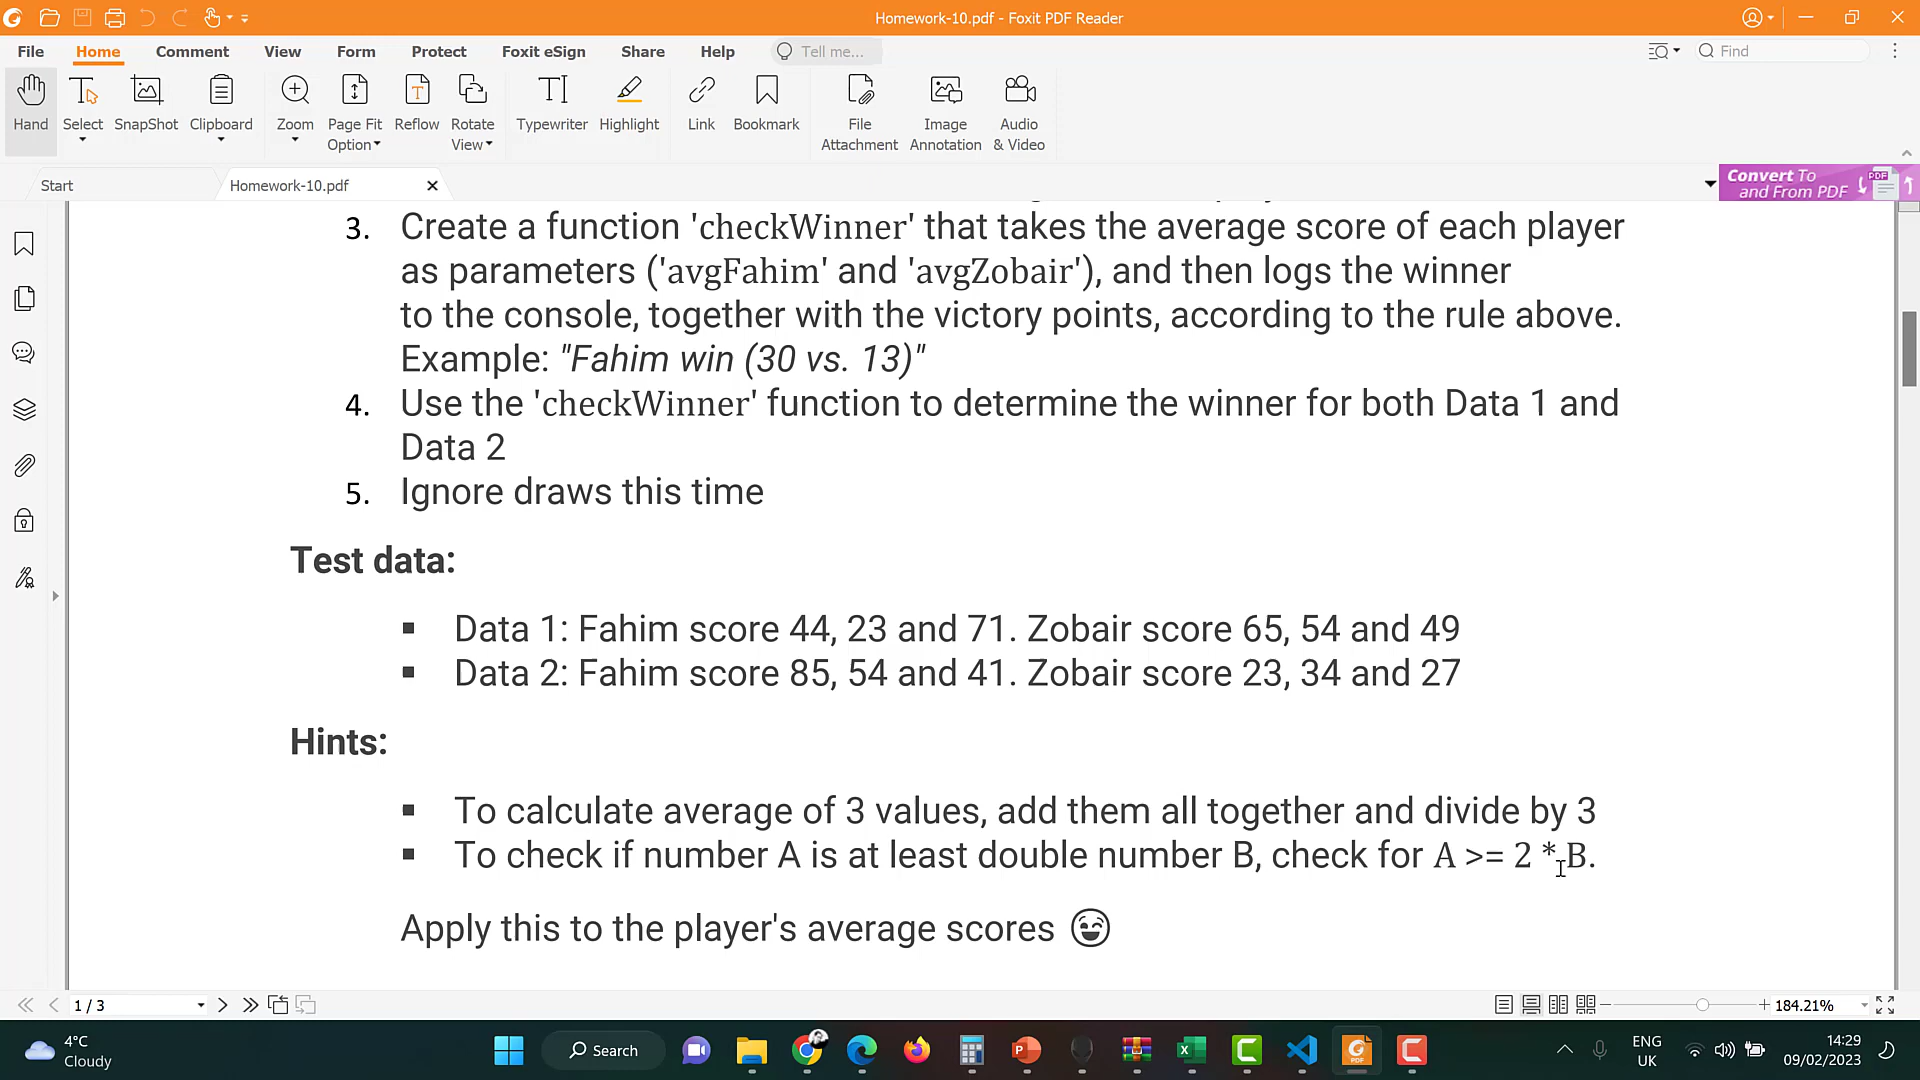 Homework-10.pdf - Foxit PDF Reader
File Home Comment View Form Protect Foxit eSign Share Help Tell me... Find
Hand Select SnapShot Clipboard Zoom Page Fit Option Reflow Rotate View Typewriter Highlight Link Bookmark File Attachment Image Annotation Audio & Video
Start Homework-10.pdf Convert To and From PDF PDF
3. Create a function 'checkWinner' that takes the average score of each player
as parameters ('avgFahim' and 'avgZobair'), and then logs the winner
to the console, together with the victory points, according to the rule above.
Example: "Fahim win (30 vs. 13)"
4. Use the 'checkWinner' function to determine the winner for both Data 1 and
Data 2
5. Ignore draws this time
Test data:
▪ Data 1: Fahim score 44, 23 and 71. Zobair score 65, 54 and 49
▪ Data 2: Fahim score 85, 54 and 41. Zobair score 23, 34 and 27
Hints:
▪ To calculate average of 3 values, add them all together and divide by 3
▪ To check if number A is at least double number B, check for A >= 2 * B.
Apply this to the player's average scores 😅
1 / 3 184.21%
4°C
Cloudy
Search
ENG
UK
14:29
09/02/2023